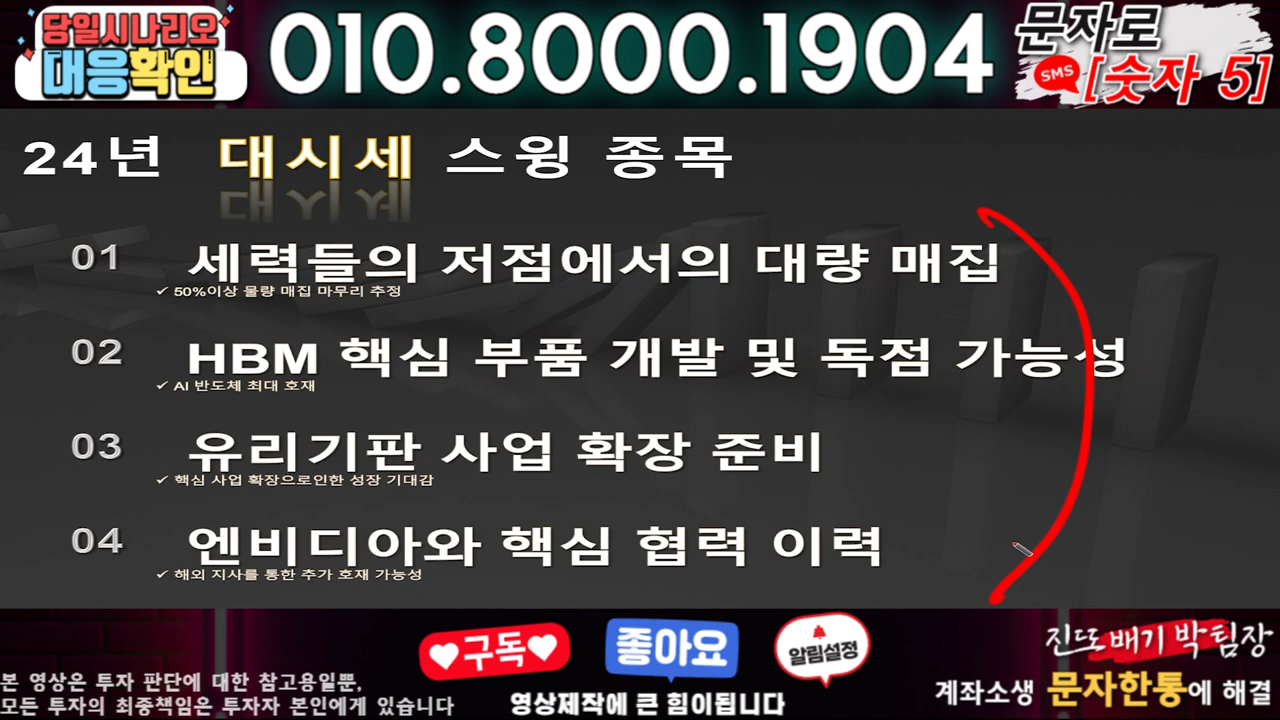 당일시나리오
대응확인
010.8000.1904
문자로
SMS
[숫자 5]
24년 대시세 스윙 종목
01 세력들의 저점에서의 대량 매집
✓ 50%이상 물량 매집 마무리 추정
02 HBM 핵심 부품 개발 및 독점 가능성
✓ AI 반도체 최대 호재
03 유리기판 사업 확장 준비
✓ 핵심 사업 확장으로인한 성장 기대감
04 엔비디아와 핵심 협력 이력
✓ 해외 지사를 통한 추가 호재 가능성
구독
좋아요
알림설정
영상제작에 큰 힘이됩니다
본 영상은 투자 판단에 대한 참고용일뿐,
모든 투자의 최종책임은 투자자 본인에게 있습니다
진또배기 박팀장
계좌소생 문자한통에 해결